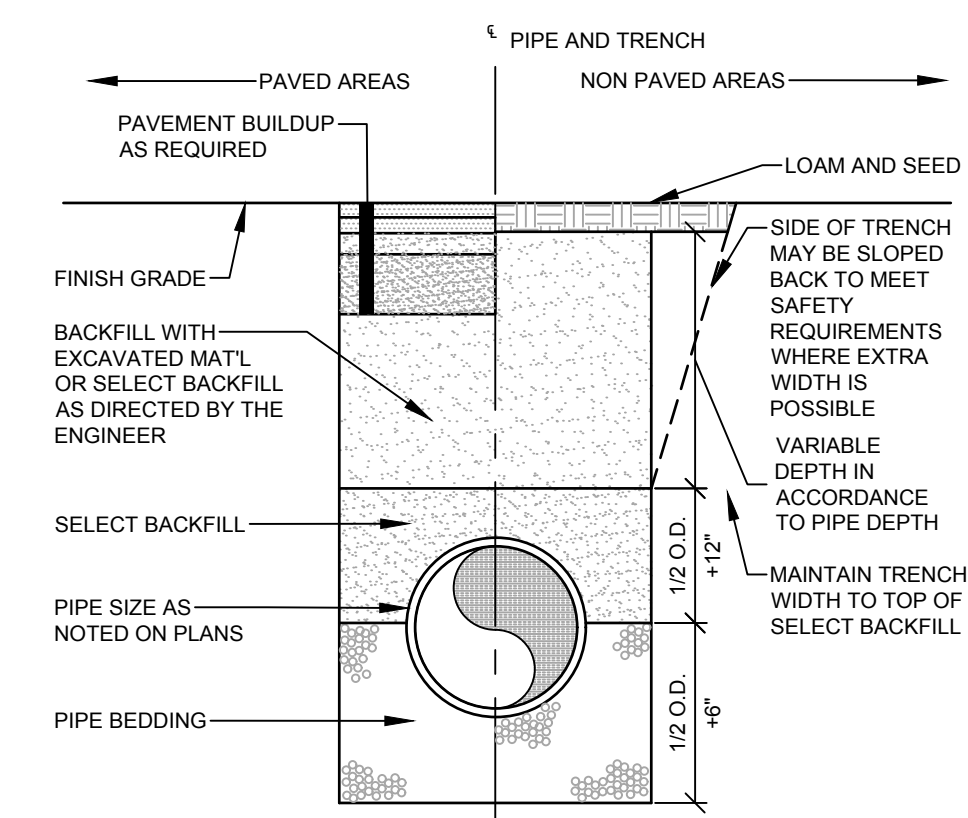 ℄ PIPE AND TRENCH
PAVED AREAS
NON PAVED AREAS
PAVEMENT BUILDUP
AS REQUIRED
LOAM AND SEED
FINISH GRADE
SIDE OF TRENCH
MAY BE SLOPED
BACK TO MEET
SAFETY
REQUIREMENTS
WHERE EXTRA
WIDTH IS
POSSIBLE
BACKFILL WITH
EXCAVATED MAT'L
OR SELECT BACKFILL
AS DIRECTED BY THE
ENGINEER
VARIABLE
DEPTH IN
ACCORDANCE
TO PIPE DEPTH
SELECT BACKFILL
1/2 O.D.
+12"
MAINTAIN TRENCH
WIDTH TO TOP OF
SELECT BACKFILL
PIPE SIZE AS
NOTED ON PLANS
PIPE BEDDING
1/2 O.D.
+6"